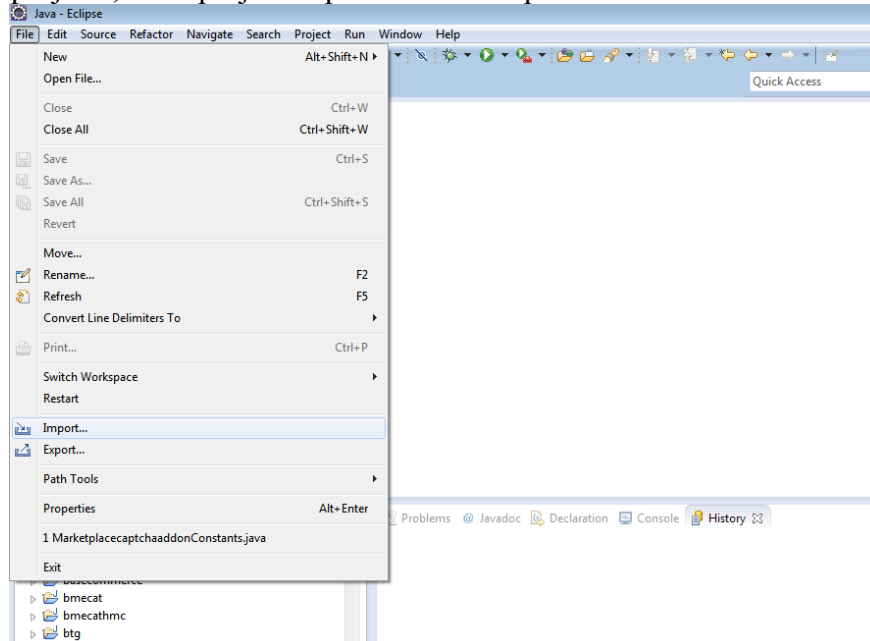 Java - Eclipse
File Edit Source Refactor Navigate Search Project Run Window Help
New Alt+Shift+N
Open File...
Quick Access
Close Ctrl+W
Close All Ctrl+Shift+W
Save Ctrl+S
Save As...
Save All Ctrl+Shift+S
Revert
Move...
Rename... F2
Refresh F5
Convert Line Delimiters To
Print... Ctrl+P
Switch Workspace
Restart
Import...
Export...
Path Tools
Properties Alt+Enter
Problems @ Javadoc Declaration Console History
1 MarketplacecaptchaaddonConstants.java
Exit
bmecat
bmecathmc
btg